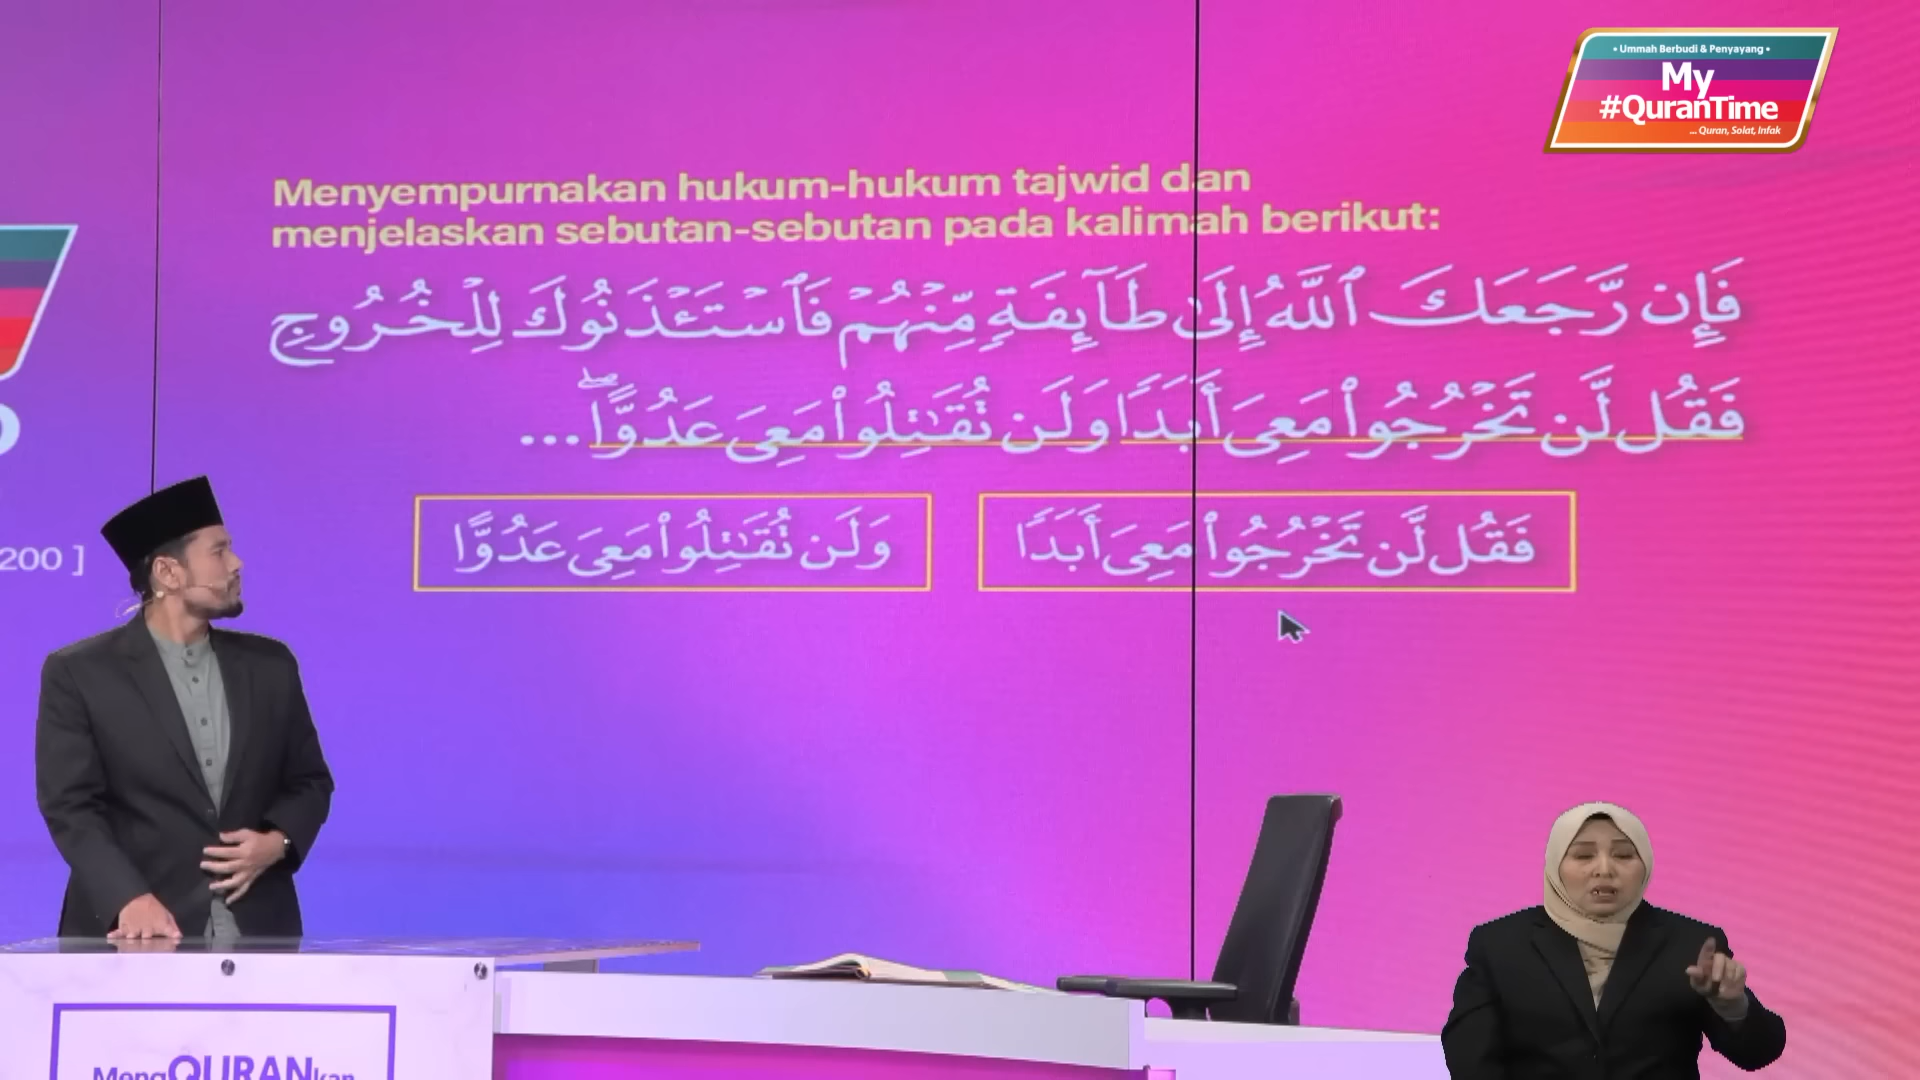 • Ummah Berbudi & Penyayang •
My
#QuranTime
... Quran, Solat, Infak
Menyempurnakan hukum-hukum tajwid dan
menjelaskan sebutan-sebutan pada kalimah berikut:
فَإِن رَّجَعَكَ ٱللَّهُ إِلَىٰ طَآئِفَةٍ مِّنْهُمْ فَٱسْتَـْٔذَنُوكَ لِلْخُرُوجِ
فَقُل لَّن تَخْرُجُوا۟ مَعِىَ أَبَدًا وَلَن تُقَـٰتِلُوا۟ مَعِىَ عَدُوًّا ۖ ...
فَقُل لَّن تَخْرُجُوا۟ مَعِىَ أَبَدًا
وَلَن تُقَـٰتِلُوا۟ مَعِىَ عَدُوًّا
200 ]
MengQURANkan